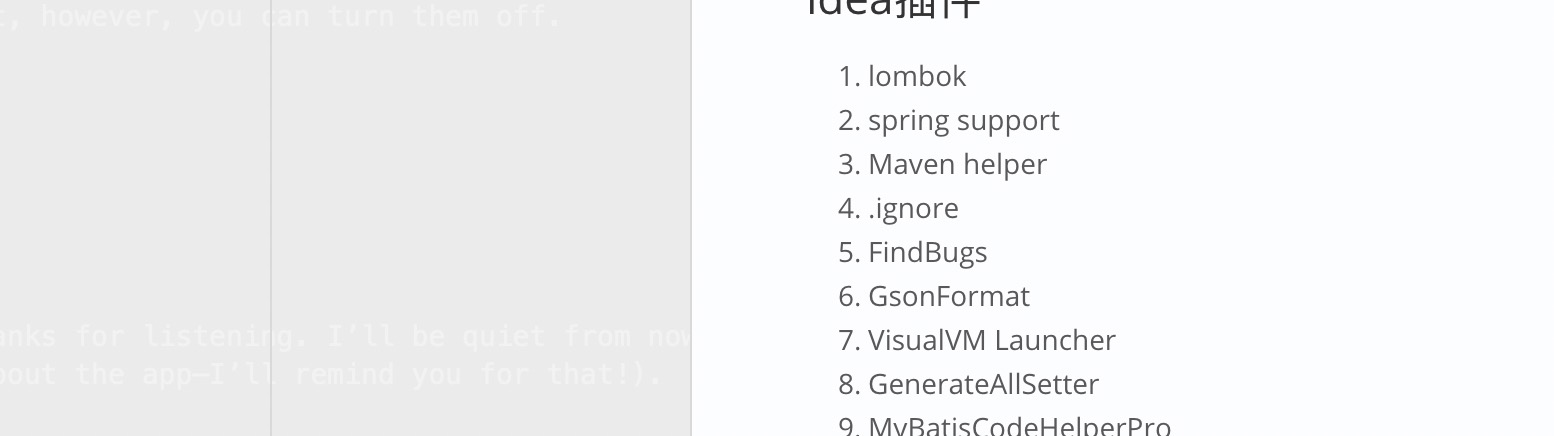 t, however, you can turn them off.
anks for listening. I’ll be quiet from now
bout the app—I’ll remind you for that!).
idea插件
1. lombok
2. spring support
3. Maven helper
4. .ignore
5. FindBugs
6. GsonFormat
7. VisualVM Launcher
8. GenerateAllSetter
9. MyBatisCodeHelperPro